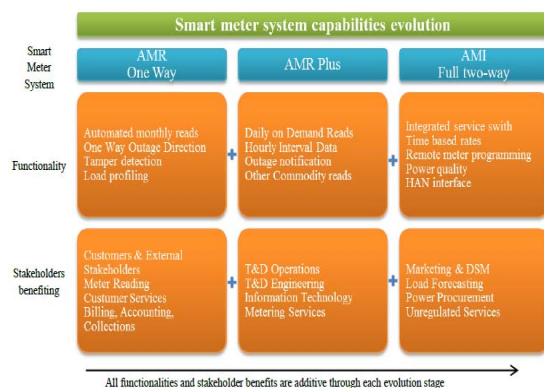 Smart meter system capabilities evolution
Smart
Meter
System
AMR
One Way
AMR Plus
AMI
Full two-way
Functionality
Automated monthly reads
One Way Outage Direction
Tamper detection
Load profiling
+
Daily on Demand Reads
Hourly Interval Data
Outage notification
Other Commodity reads
+
Integrated service swith
Time based rates
Remote meter programming
Power quality
HAN interface
Stakeholders
benefiting
Customers & External
Stakeholders
Meter Reading
Custumer Services
Billing, Accounting,
Collections
+
T&D Operations
T&D Engineering
Information Technology
Metering Services
+
Marketing & DSM
Load Forecasting
Power Procurement
Unregulated Services
All functionalities and stakeholder benefits are additive through each evolution stage